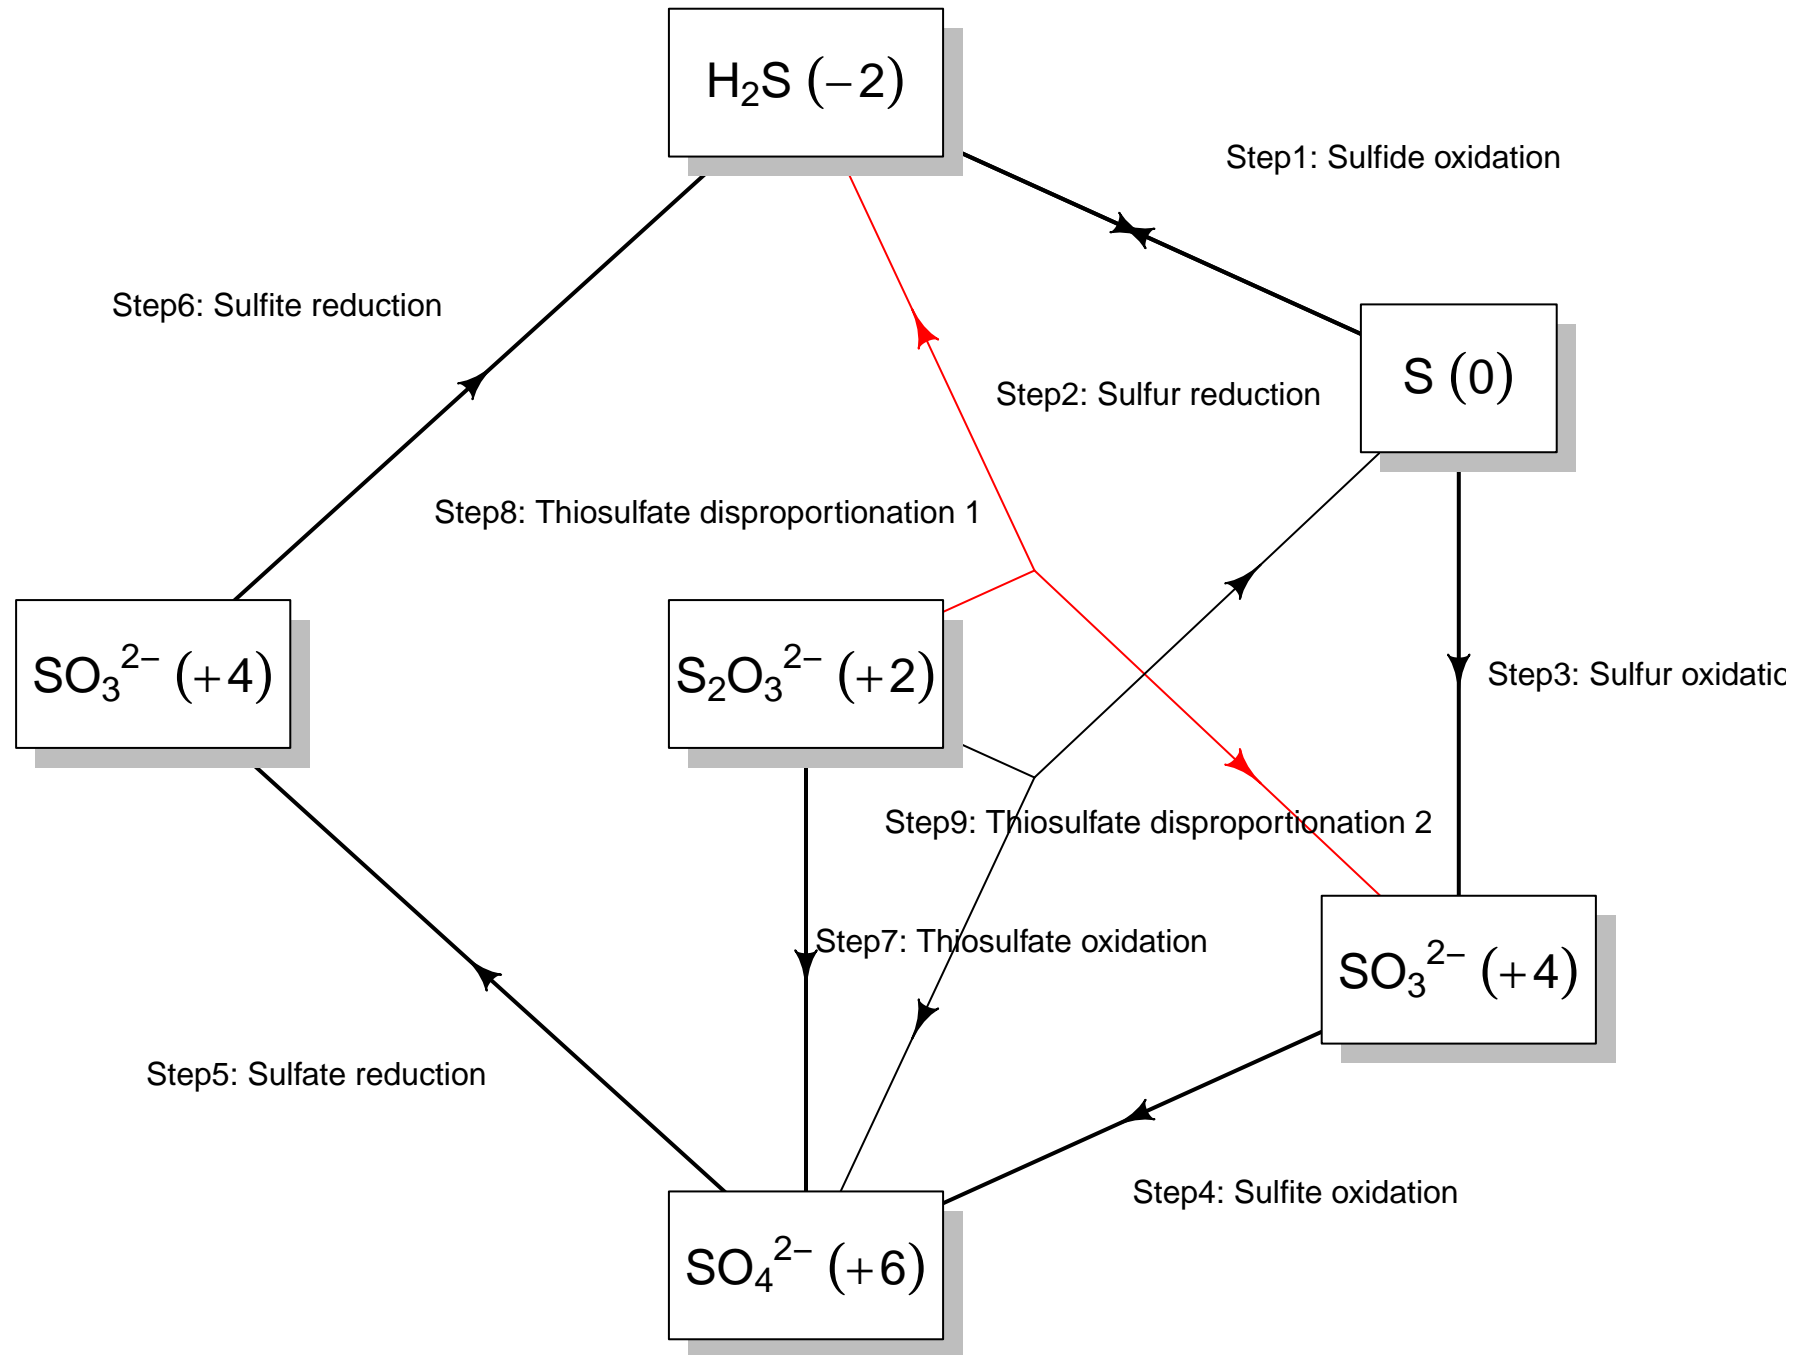 H₂S (−2)
Step1: Sulfide oxidation
Step6: Sulfite reduction
S (0)
Step2: Sulfur reduction
Step8: Thiosulfate disproportionation 1
SO₃²⁻ (+4)
S₂O₃²⁻ (+2)
Step3: Sulfur oxidatic
Step9: Thiosulfate disproportionation 2
Step7: Thiosulfate oxidation
SO₃²⁻ (+4)
Step5: Sulfate reduction
Step4: Sulfite oxidation
SO₄²⁻ (+6)